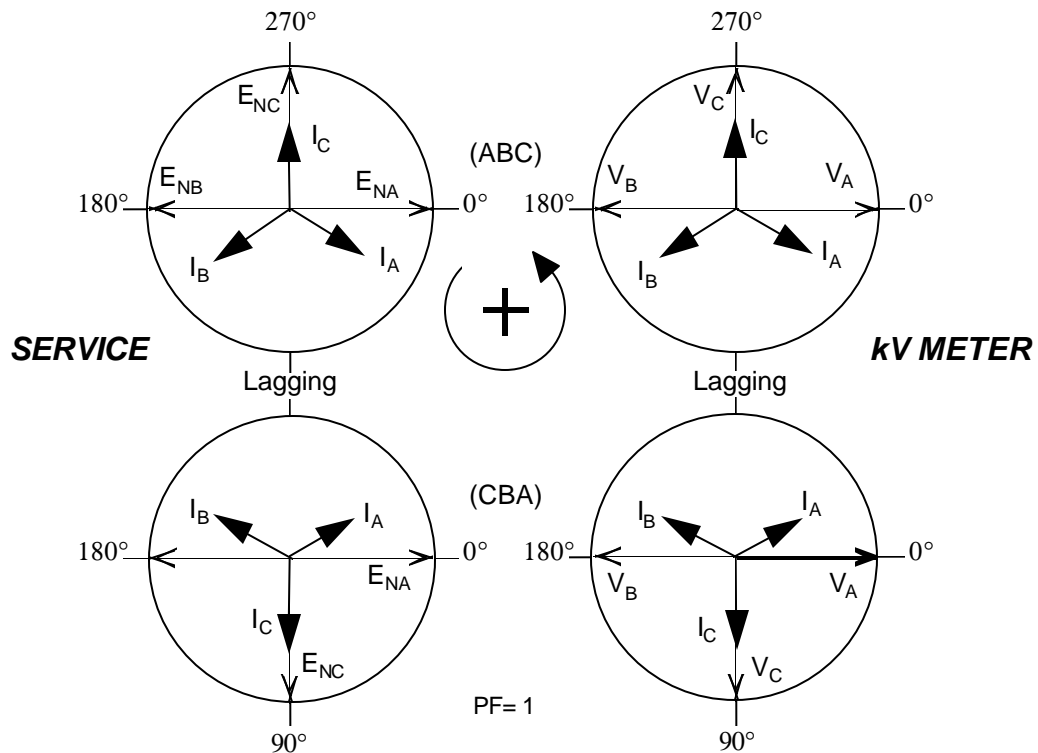 270° 270°
E_NC V_C
I_C (ABC) I_C
E_NB E_NA V_B V_A
180° 0° 180° 0°
I_B I_A I_B I_A
+
SERVICE kV METER
Lagging Lagging
(CBA)
I_B I_A I_B I_A
180° 0° 180° 0°
E_NA V_B V_A
I_C I_C
E_NC V_C
PF= 1
90° 90°